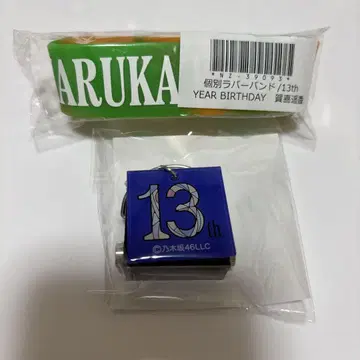 ARUKA
*NZ-39093*
個別ラバーバンド/13th
YEAR BIRTHDAY 賀喜遥香
13th
©乃木坂46LLC